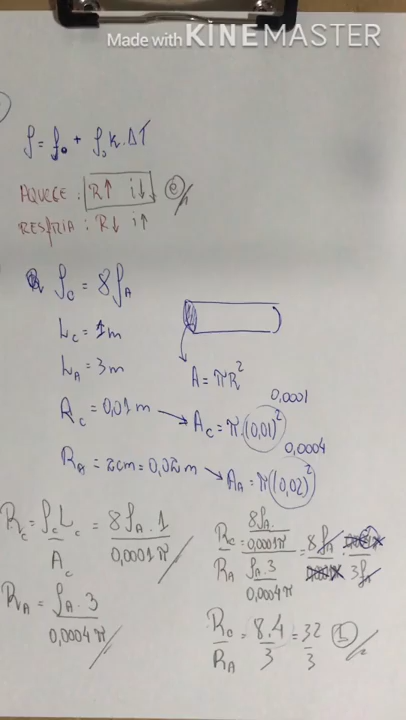 Made with KINEMASTER
ρ = ρ₀ + ρ₀ K.ΔT
AQUECE : R↑ i↓ e
RESFRIA : R↓ i↑
ρC = 8ρA
LC = 1m
LA = 3m
A = πR²
0,0001
RC = 0,01 m → AC = π.(0,01)²
0,0004
RA = 2cm = 0,02 m → AA = π(0,02)²
RC = ρC LC / AC = 8ρA . 1 / 0,0001π
RC / RA = (8ρA / 0,0001π) / (ρA . 3 / 0,0004π) = 8ρA
3ρA
RA = ρA . 3 / 0,0004π
RC / RA = 8.4 / 3 = 32 / 3